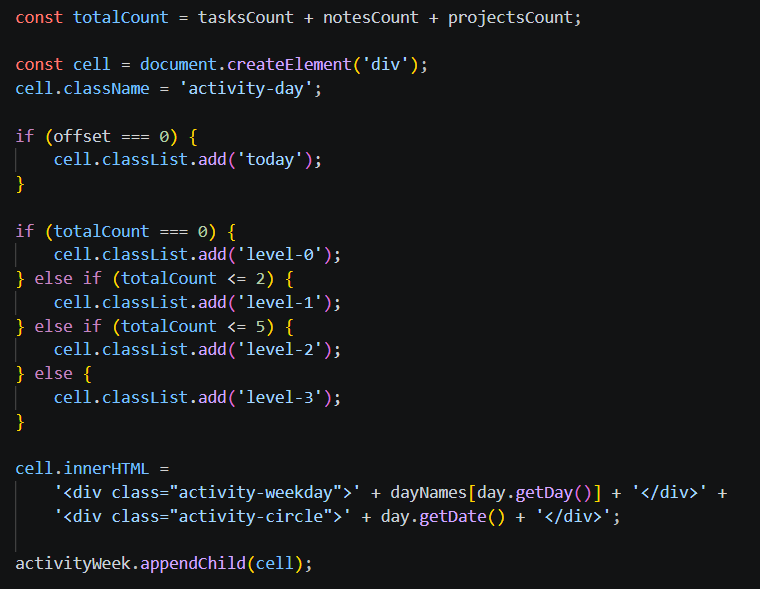 const totalCount = tasksCount + notesCount + projectsCount;

const cell = document.createElement('div');
cell.className = 'activity-day';

if (offset === 0) {
    cell.classList.add('today');
}

if (totalCount === 0) {
    cell.classList.add('level-0');
} else if (totalCount <= 2) {
    cell.classList.add('level-1');
} else if (totalCount <= 5) {
    cell.classList.add('level-2');
} else {
    cell.classList.add('level-3');
}

cell.innerHTML =
    '<div class="activity-weekday">' + dayNames[day.getDay()] + '</div>' +
    '<div class="activity-circle">' + day.getDate() + '</div>';

activityWeek.appendChild(cell);